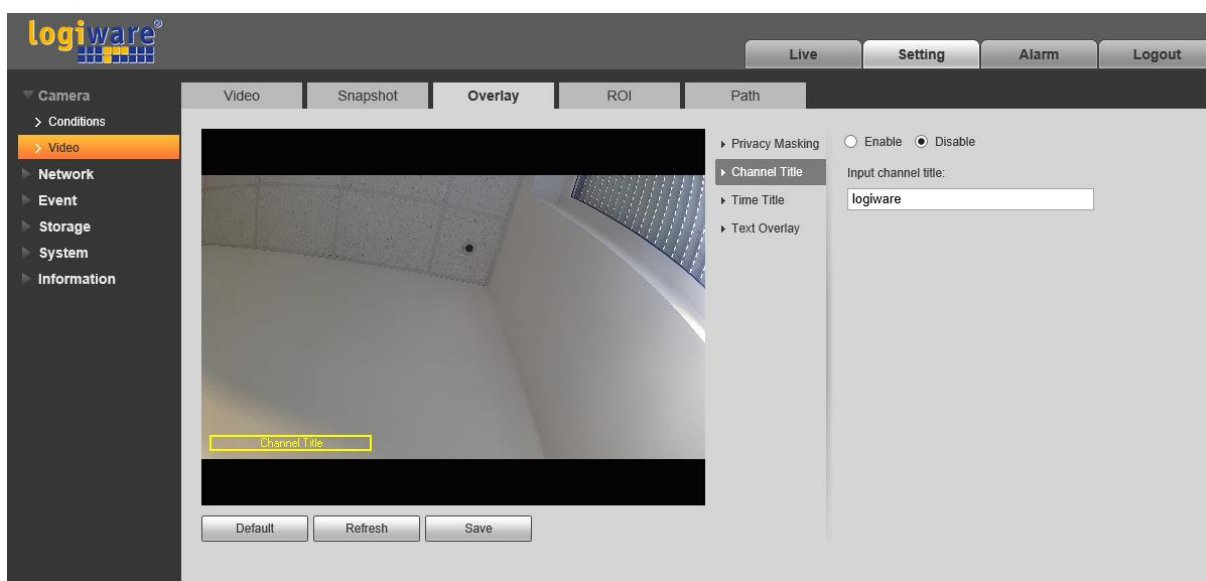 logiware®
Live Setting Alarm Logout
Camera
Conditions
Video
Network
Event
Storage
System
Information
Video Snapshot Overlay ROI Path
Channel Title
Default Refresh Save
Privacy Masking
Channel Title
Time Title
Text Overlay
Enable Disable
Input channel title:
logiware